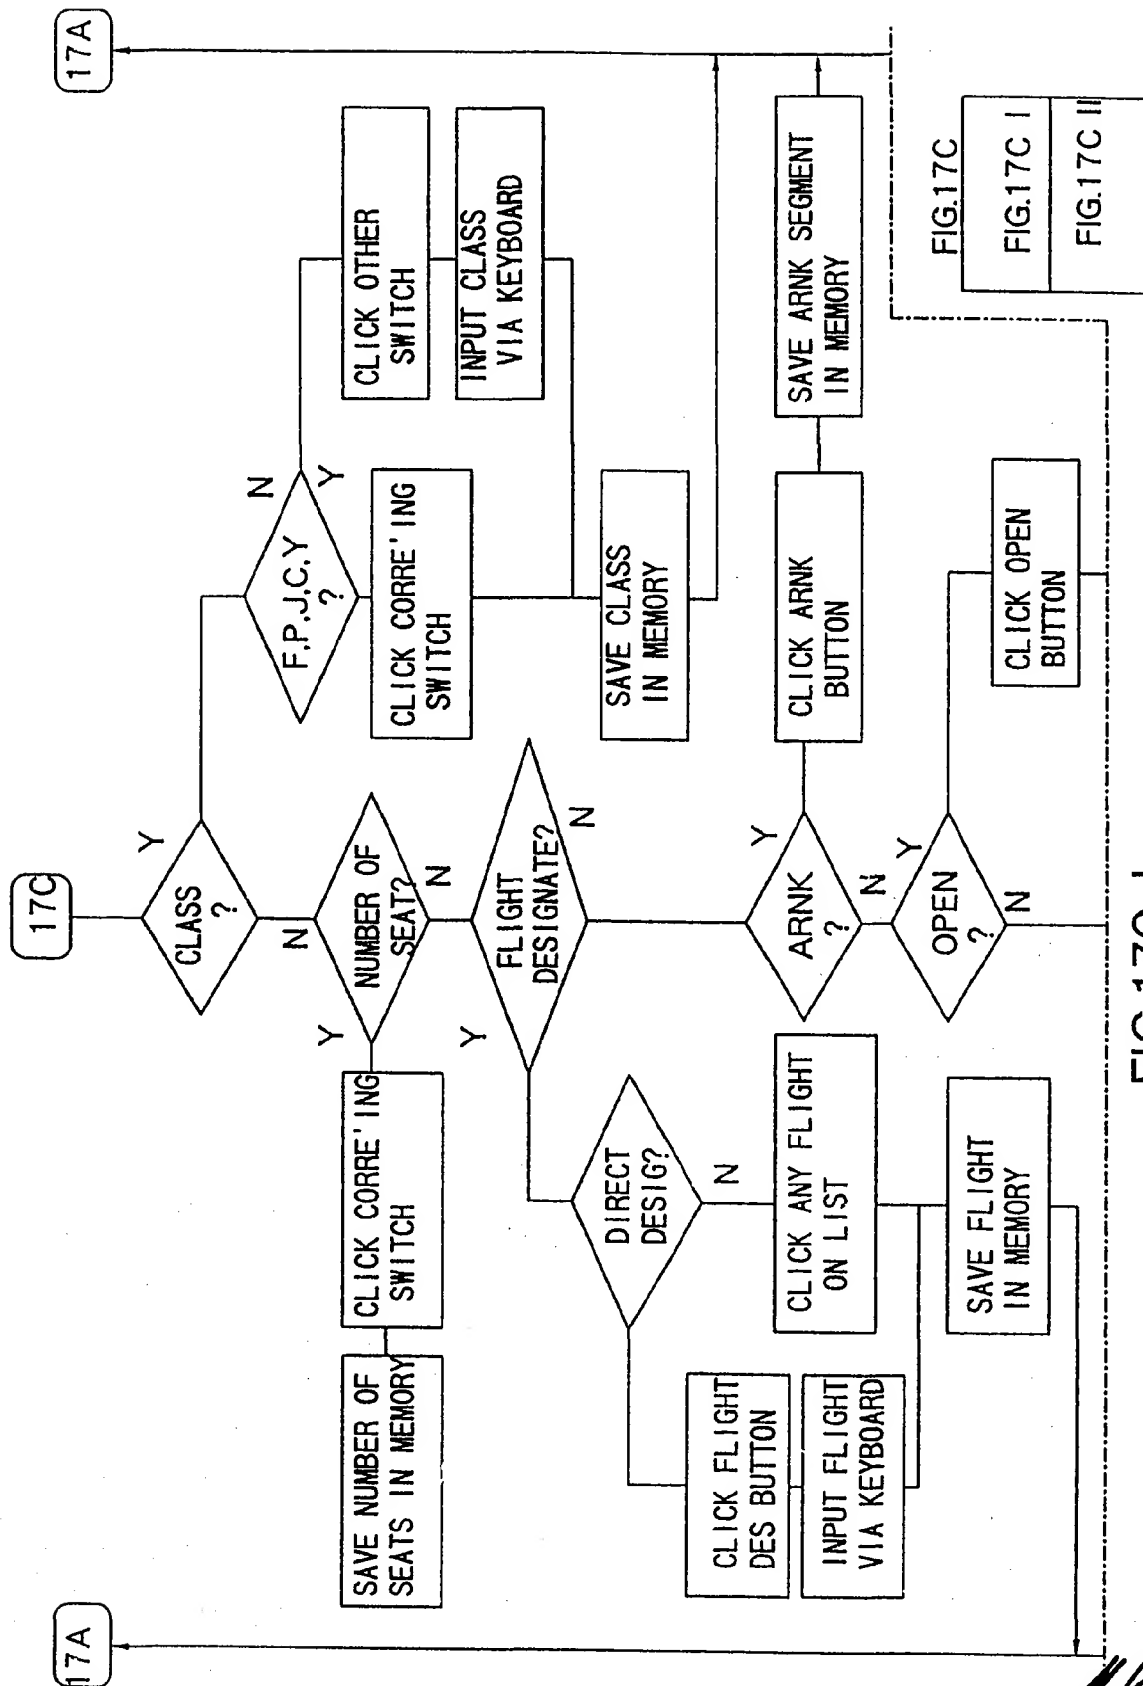 17C
17A
17A
CLASS
?
Y
N
F,P,J,C,Y
?
N
Y
CLICK OTHER
SWITCH
INPUT CLASS
VIA KEYBOARD
CLICK CORRE'ING
SWITCH
SAVE CLASS
IN MEMORY
NUMBER OF
SEAT?
Y
N
CLICK CORRE'ING
SWITCH
SAVE NUMBER OF
SEATS IN MEMORY
FLIGHT
DESIGNATE?
Y
N
DIRECT
DESIG?
N
CLICK FLIGHT
DES BUTTON
INPUT FLIGHT
VIA KEYBOARD
CLICK ANY FLIGHT
ON LIST
SAVE FLIGHT
IN MEMORY
ARNK
?
Y
N
CLICK ARNK
BUTTON
SAVE ARNK SEGMENT
IN MEMORY
OPEN
?
Y
N
CLICK OPEN
BUTTON
FIG.17C
FIG.17C I
FIG.17C II
FIG.17C I